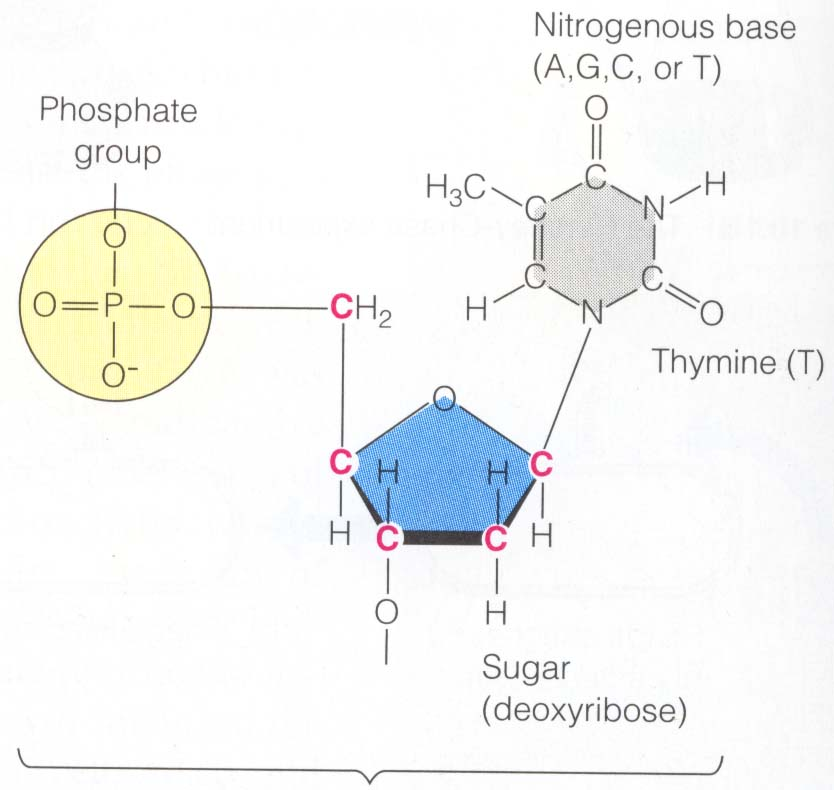 Nitrogenous base
(A,G,C, or T)
Phosphate
group
O
H₃C
C
C
N
H
O
O=P—O
CH₂
C
H
N
C
O
O-
Thymine (T)
O
C
H
H
C
H
C
C
H
O
H
Sugar
(deoxyribose)